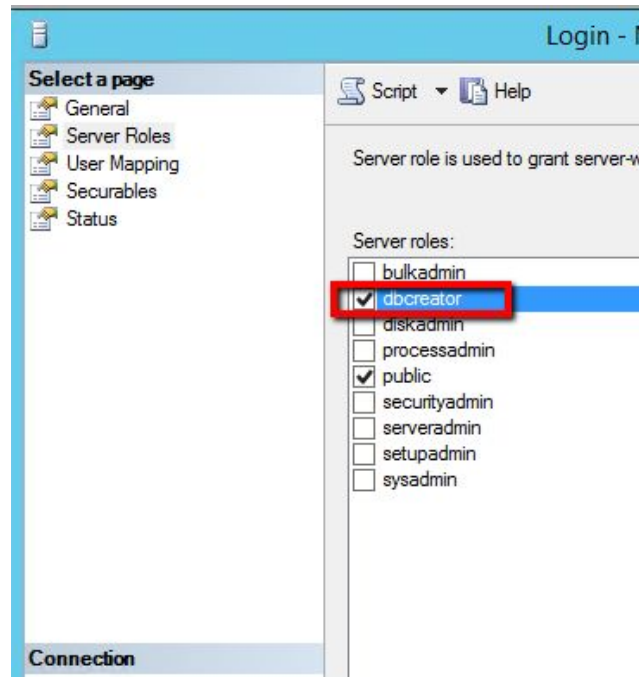 Login -
Select a page
General
Server Roles
User Mapping
Securables
Status
Script
Help
Server role is used to grant server-w
Server roles:
bulkadmin
dbcreator
diskadmin
processadmin
public
securityadmin
serveradmin
setupadmin
sysadmin
Connection